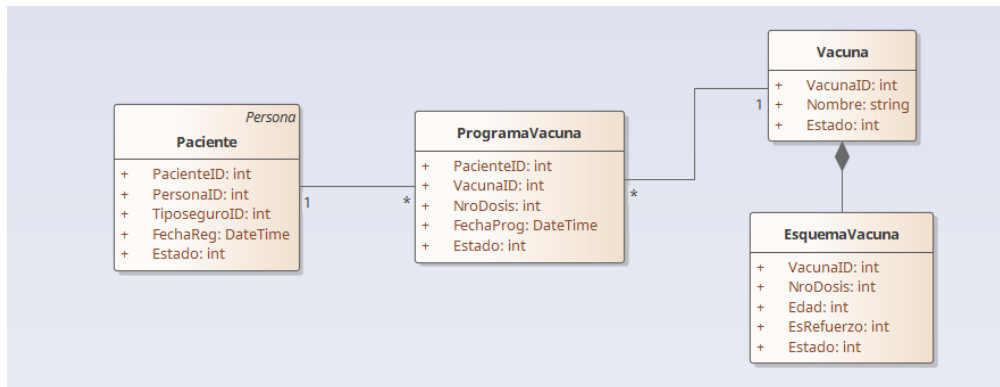 Persona
Paciente
+ PacienteID: int
+ PersonaID: int
+ TiposeguroID: int
+ FechaReg: DateTime
+ Estado: int
1
*
ProgramaVacuna
+ PacienteID: int
+ VacunaID: int
+ NroDosis: int
+ FechaProg: DateTime
+ Estado: int
*
1
Vacuna
+ VacunaID: int
+ Nombre: string
+ Estado: int
EsquemaVacuna
+ VacunaID: int
+ NroDosis: int
+ Edad: int
+ EsRefuerzo: int
+ Estado: int